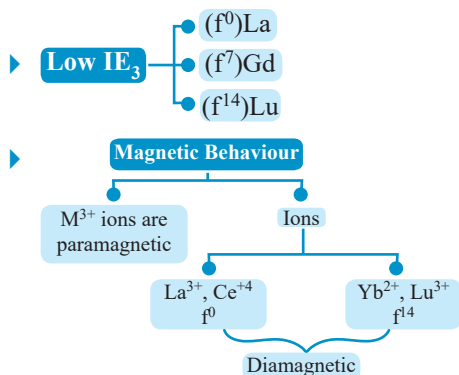 (f⁰)La
Low IE₃
(f⁷)Gd
(f¹⁴)Lu
Magnetic Behaviour
M³⁺ ions are
paramagnetic
Ions
La³⁺, Ce⁺⁴
f⁰
Yb²⁺, Lu³⁺
f¹⁴
Diamagnetic